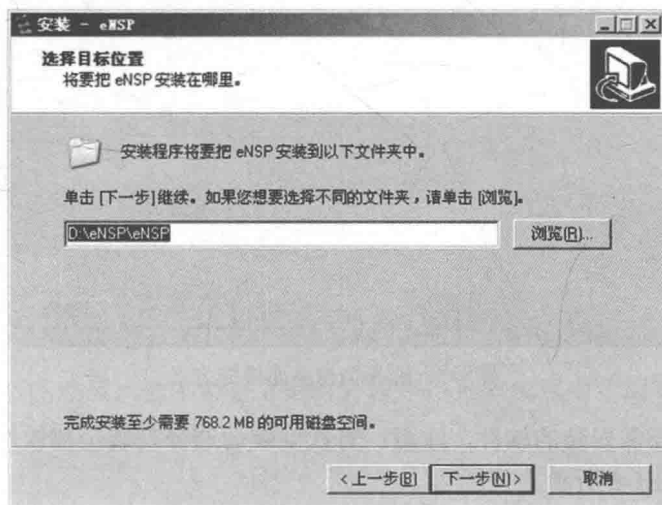 安装 - eNSP
选择目标位置
将要把 eNSP 安装在哪里。
安装程序将要把 eNSP 安装到以下文件夹中。
单击 [下一步]继续。如果您想要选择不同的文件夹，请单击 [浏览]。
D:\eNSP\eNSP
浏览(R)...
完成安装至少需要 768.2 MB 的可用磁盘空间。
<上一步(B)
下一步(N)>
取消